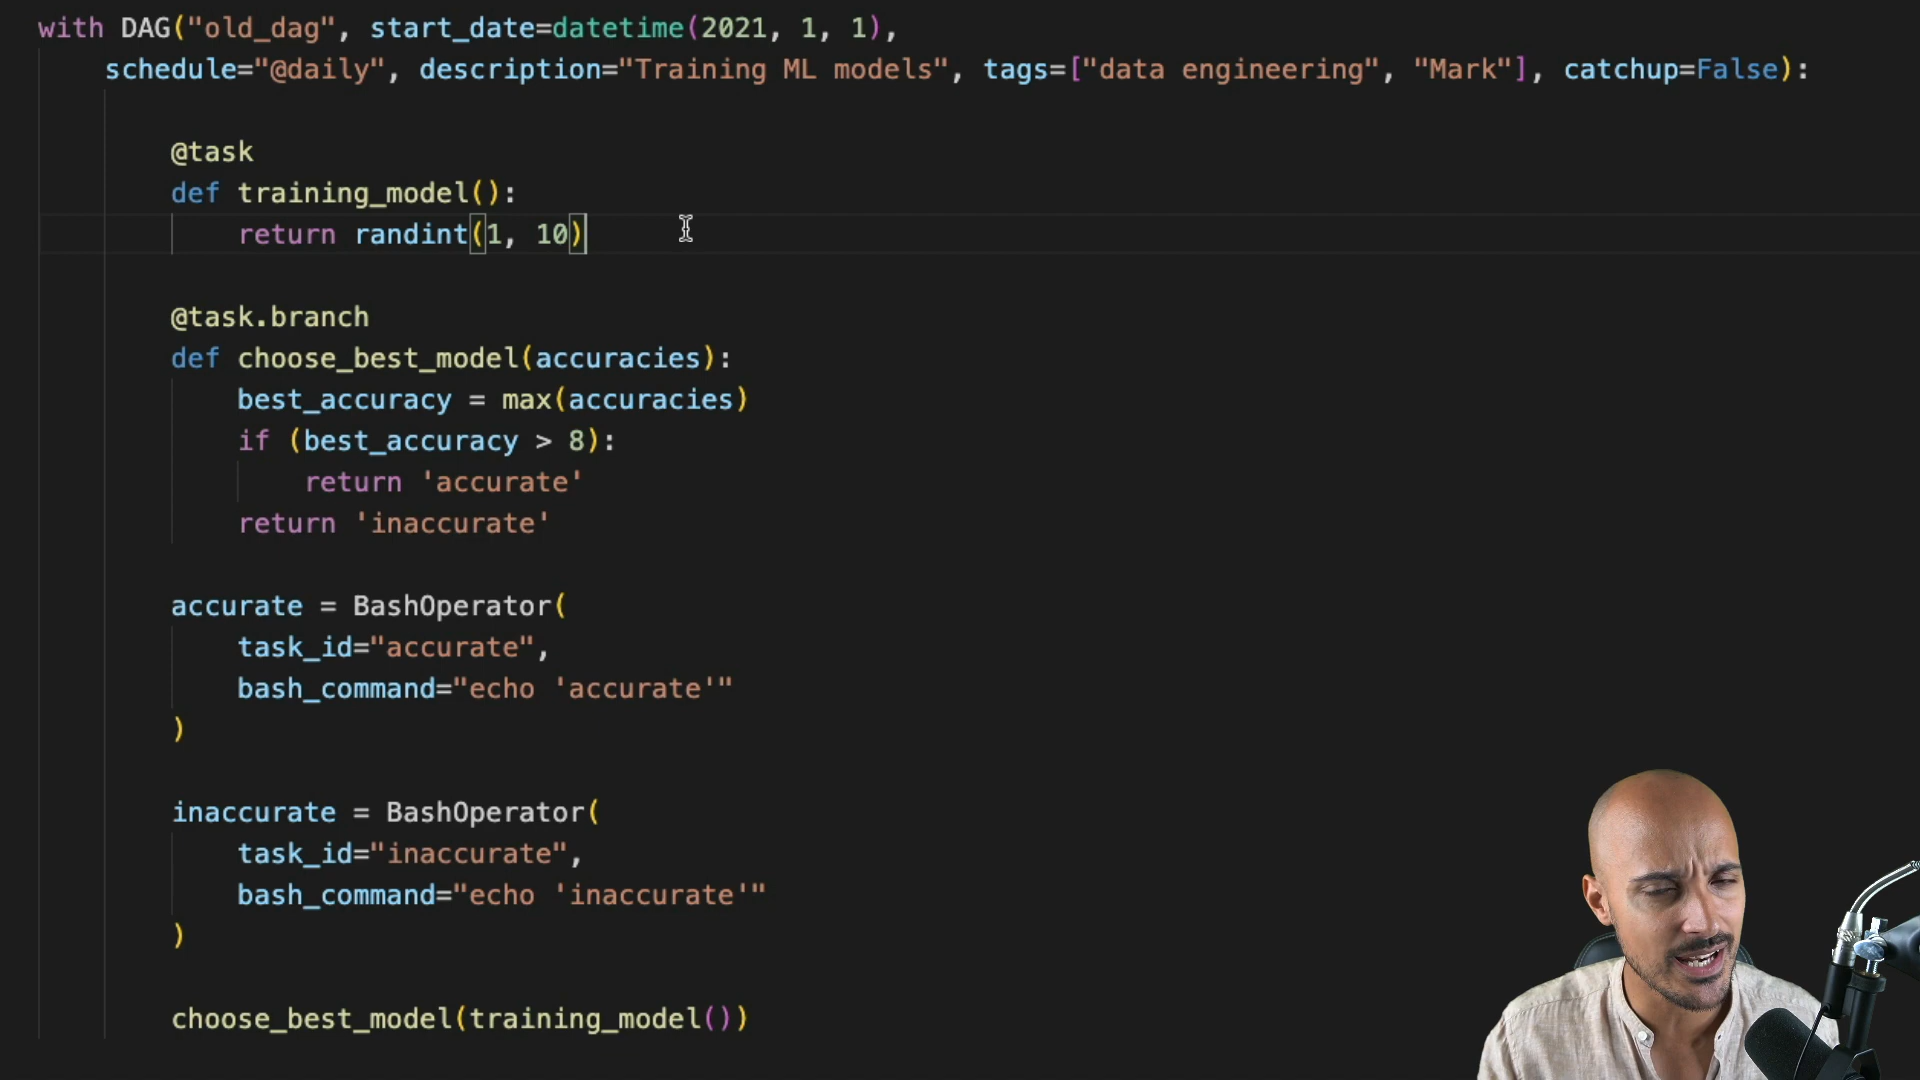 with DAG("old_dag", start_date=datetime(2021, 1, 1),
schedule="@daily", description="Training ML models", tags=["data engineering", "Mark"], catchup=False):
@task
def training_model():
return randint(1, 10)
@task.branch
def choose_best_model(accuracies):
best_accuracy = max(accuracies)
if (best_accuracy > 8):
return 'accurate'
return 'inaccurate'
accurate = BashOperator(
task_id="accurate",
bash_command="echo 'accurate'"
)
inaccurate = BashOperator(
task_id="inaccurate",
bash_command="echo 'inaccurate'"
)
choose_best_model(training_model())